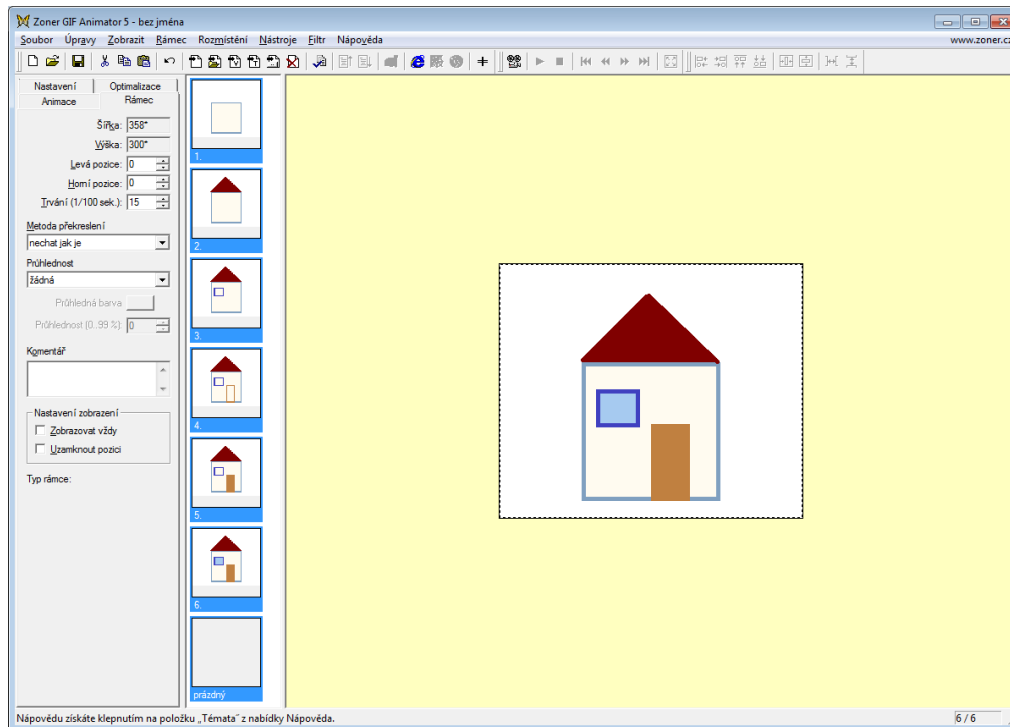 Zoner GIF Animator 5 - bez jména
Soubor Úpravy Zobrazit Rámec Rozmístění Nástroje Filtr Nápověda www.zoner.cz
Nastavení Optimalizace
Animace Rámec
Šířka: 358*
Výška: 300*
Levá pozice: 0
Horní pozice: 0
Trvání (1/100 sek.): 15
Metoda překreslení
nechat jak je
Průhlednost
žádná
Průhledná barva
Průhlednost (0..99 %): 0
Komentář
Nastavení zobrazení
Zobrazovat vždy
Uzamknout pozici
Typ rámce:
1.
2.
3.
4.
5.
6.
prázdný
Nápovědu získáte klepnutím na položku „Témata“ z nabídky Nápověda. 6 / 6